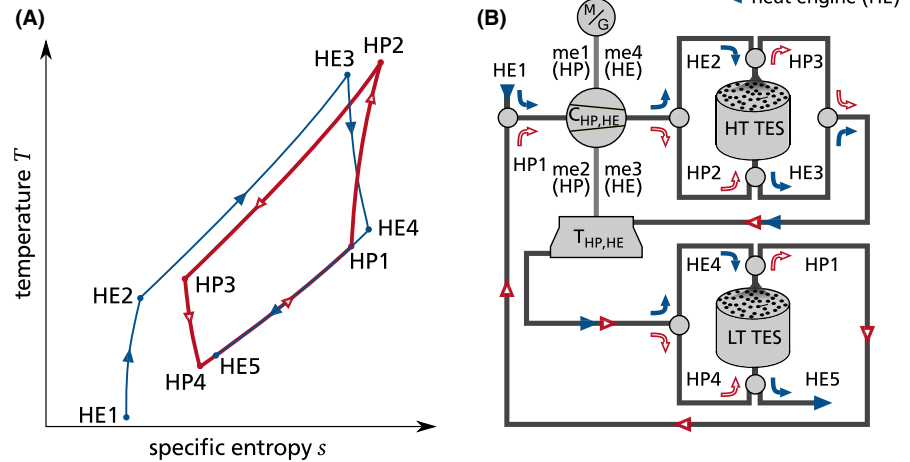 (A)
temperature T
specific entropy s
HE3
HP2
HE4
HP1
HE2
HP3
HP4
HE5
HE1
(B)
heat engine (HE)
M/G
me1
(HP)
me4
(HE)
HE1
HP1
C HP,HE
me2
(HP)
me3
(HE)
T HP,HE
HE2
HP3
HT TES
HP2
HE3
HE4
HP1
LT TES
HP4
HE5